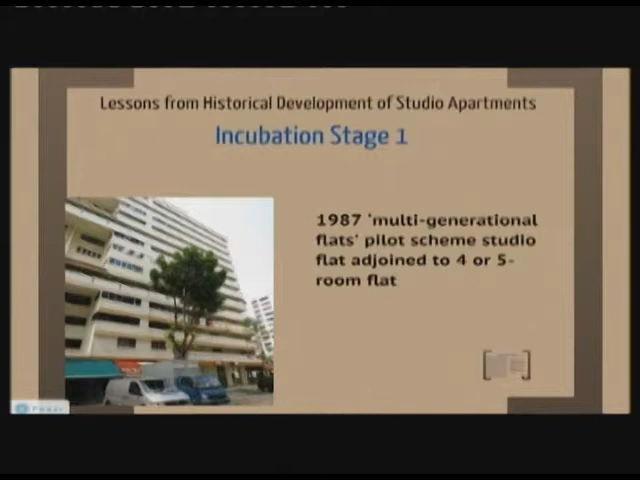 Lessons from Historical Development of Studio Apartments
Incubation Stage 1
1987 'multi-generational
flats' pilot scheme studio
flat adjoined to 4 or 5-
room flat